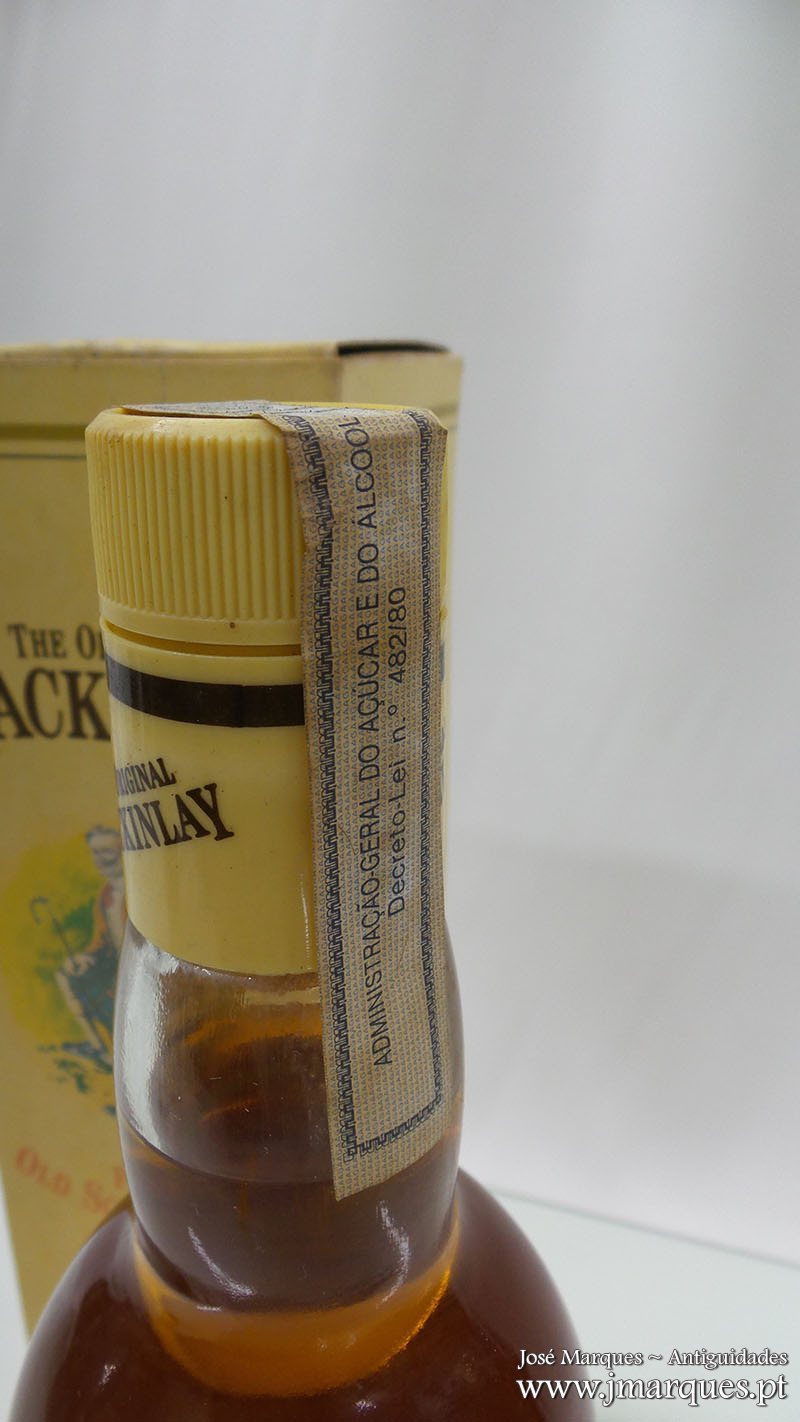 THE
ACK
ORIGINAL
KINLAY
ADMINISTRAÇÃO-GERAL DO AÇÚCAR E DO ÁLCOOL
Decreto-Lei n.º 482/80
OLD
José Marques ~ Antiguidades
www.jmarques.pt